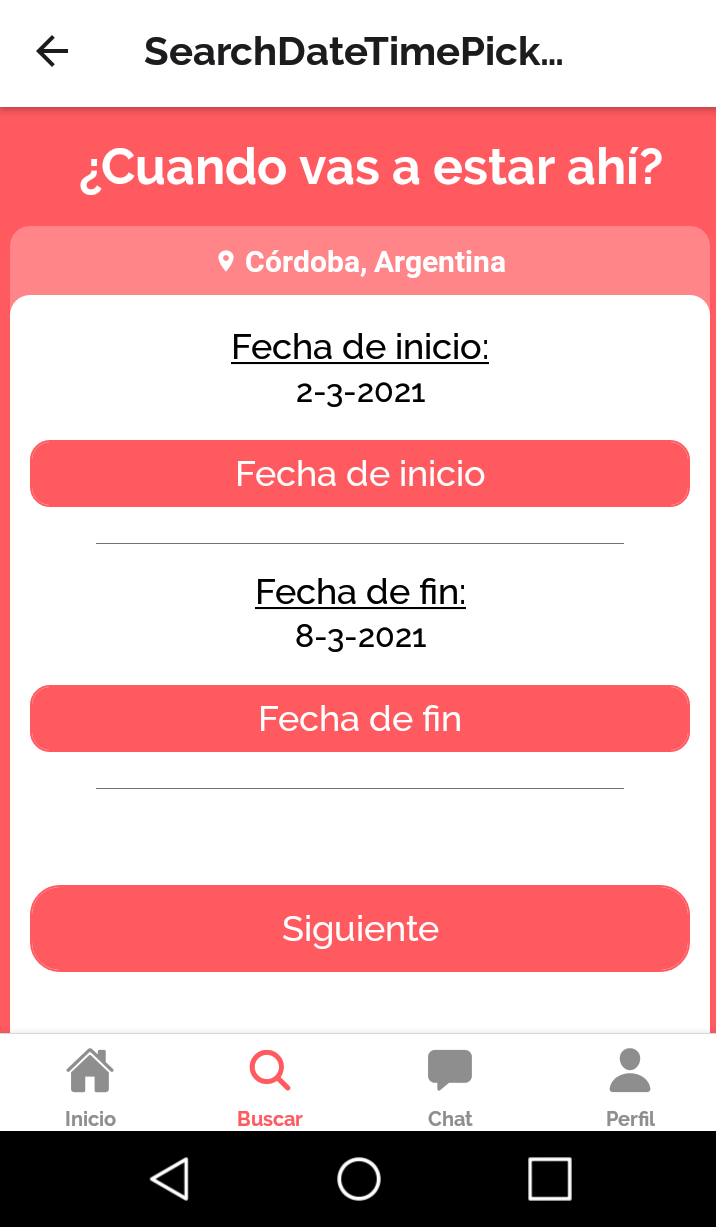 SearchDateTimePick...
¿Cuando vas a estar ahí?
Córdoba, Argentina
Fecha de inicio:
2-3-2021
Fecha de inicio
Fecha de fin:
8-3-2021
Fecha de fin
Siguiente
Inicio
Buscar
Chat
Perfil